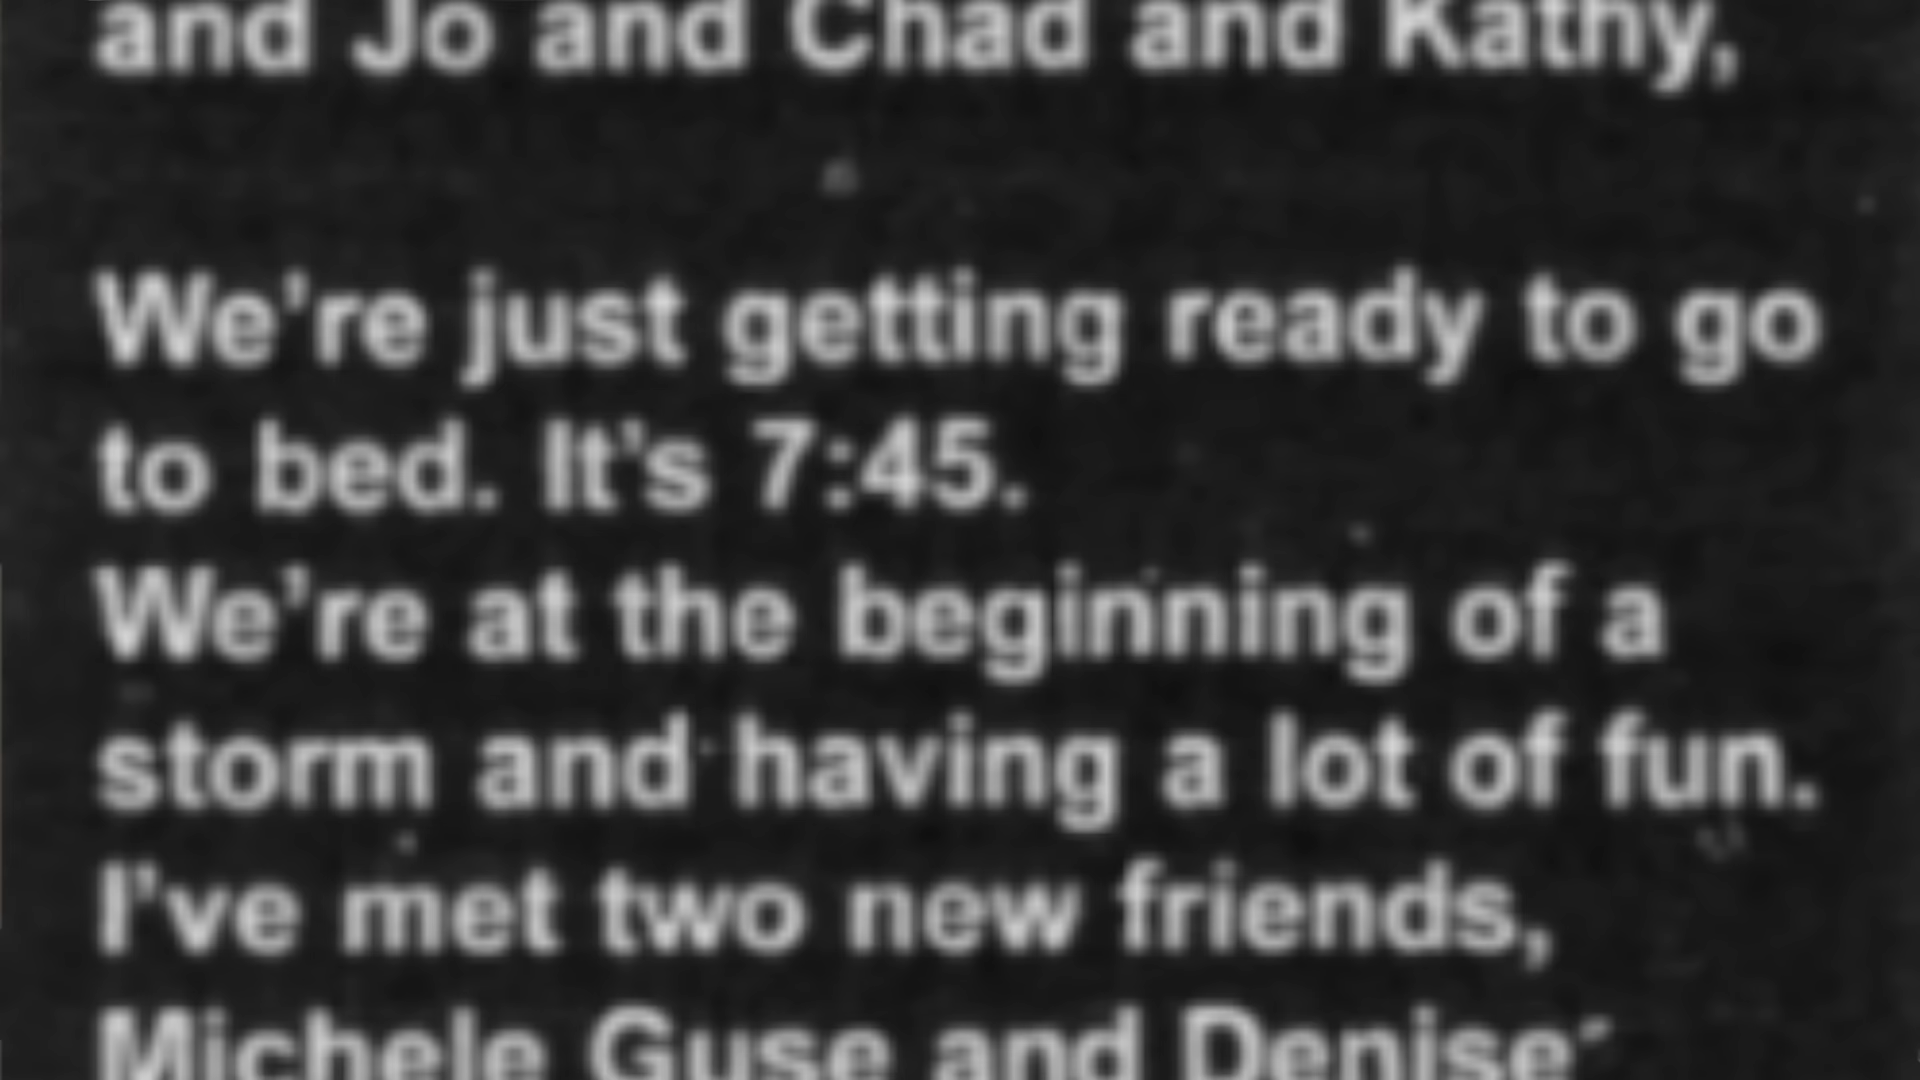 and Jo and Chad and Kathy,
We're just getting ready to go
to bed. It's 7:45.
We're at the beginning of a
storm and having a lot of fun.
I've met two new friends,
Michele Guse and Denise